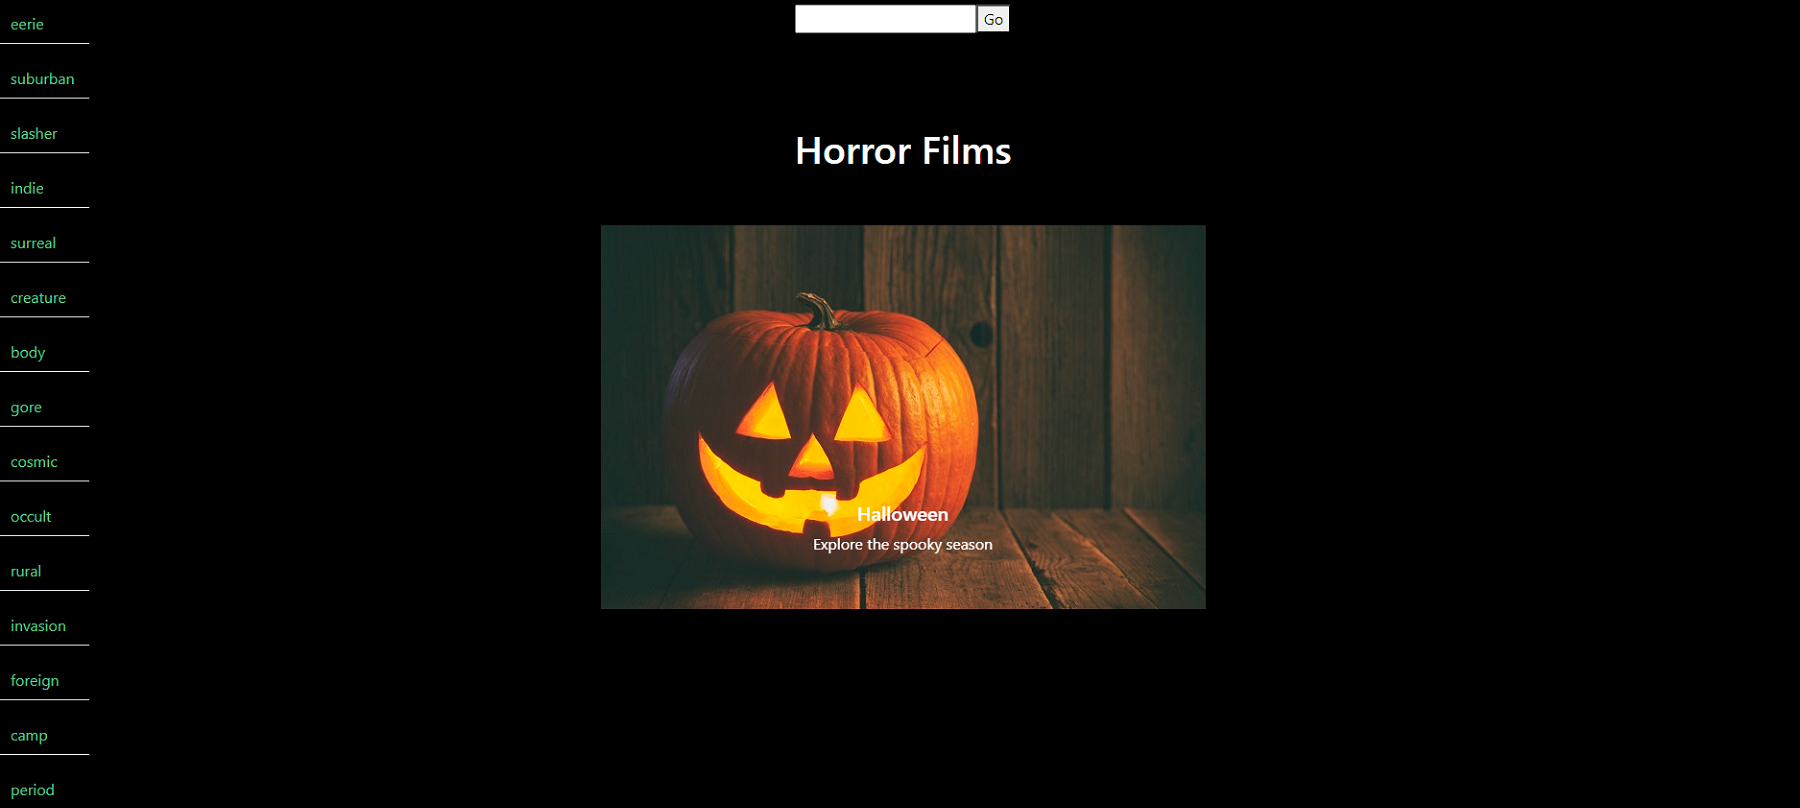 eerie
suburban
slasher
indie
surreal
creature
body
gore
cosmic
occult
rural
invasion
foreign
camp
period
Go
Horror Films
Halloween
Explore the spooky season